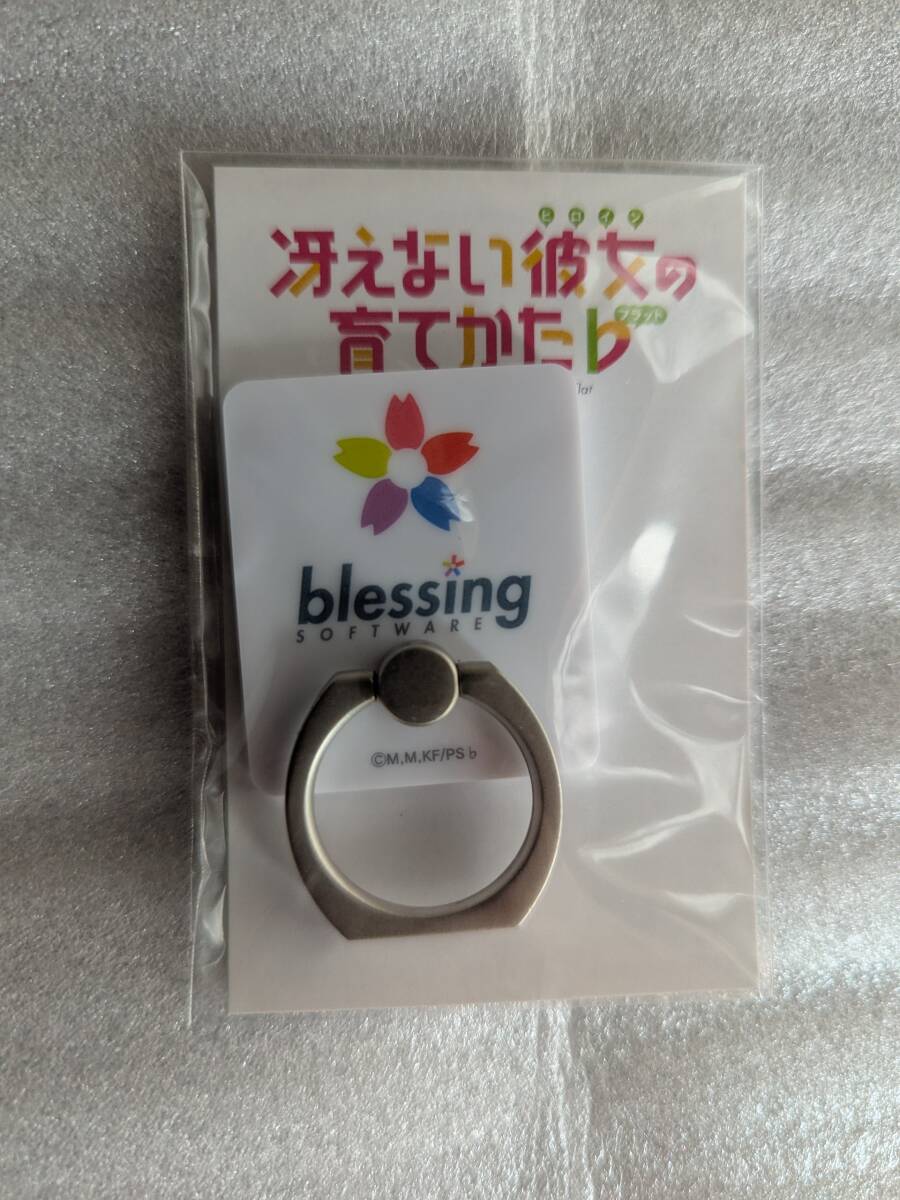 ヒロイン
冴えない彼女の
フラット
育てかた♭
flat
blessing
SOFTWARE
©M,M,KF/PS♭